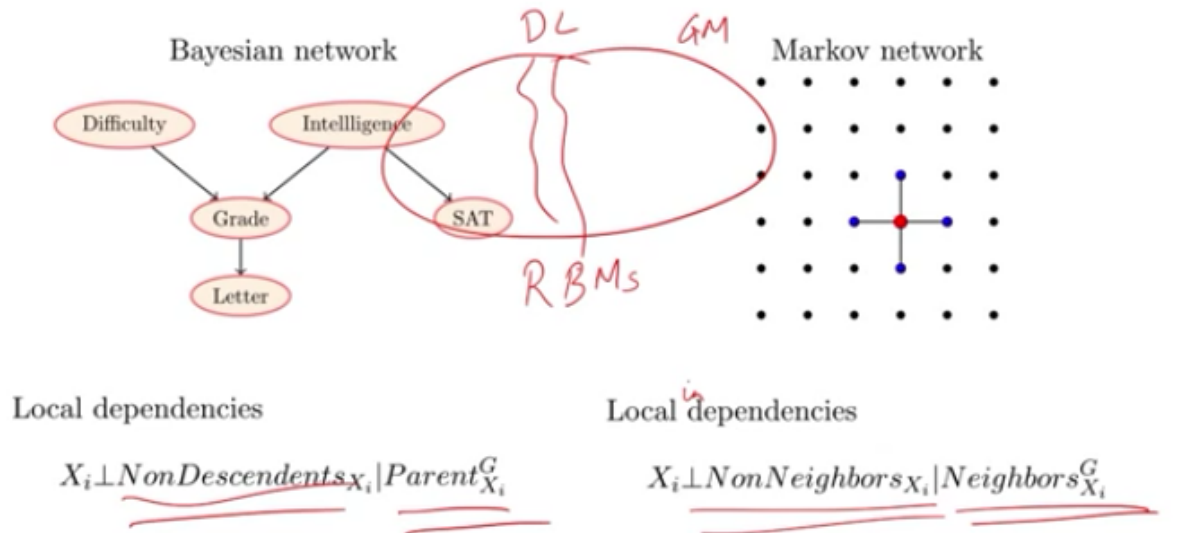 DL
GM
Bayesian network
Markov network
Difficulty
Intellligence
Grade
SAT
Letter
RBMs
Local dependencies
in
Local dependencies
X_i⊥NonDescendents_{X_i}|Parent^G_{X_i}
X_i⊥NonNeighbors_{X_i}|Neighbors^G_{X_i}